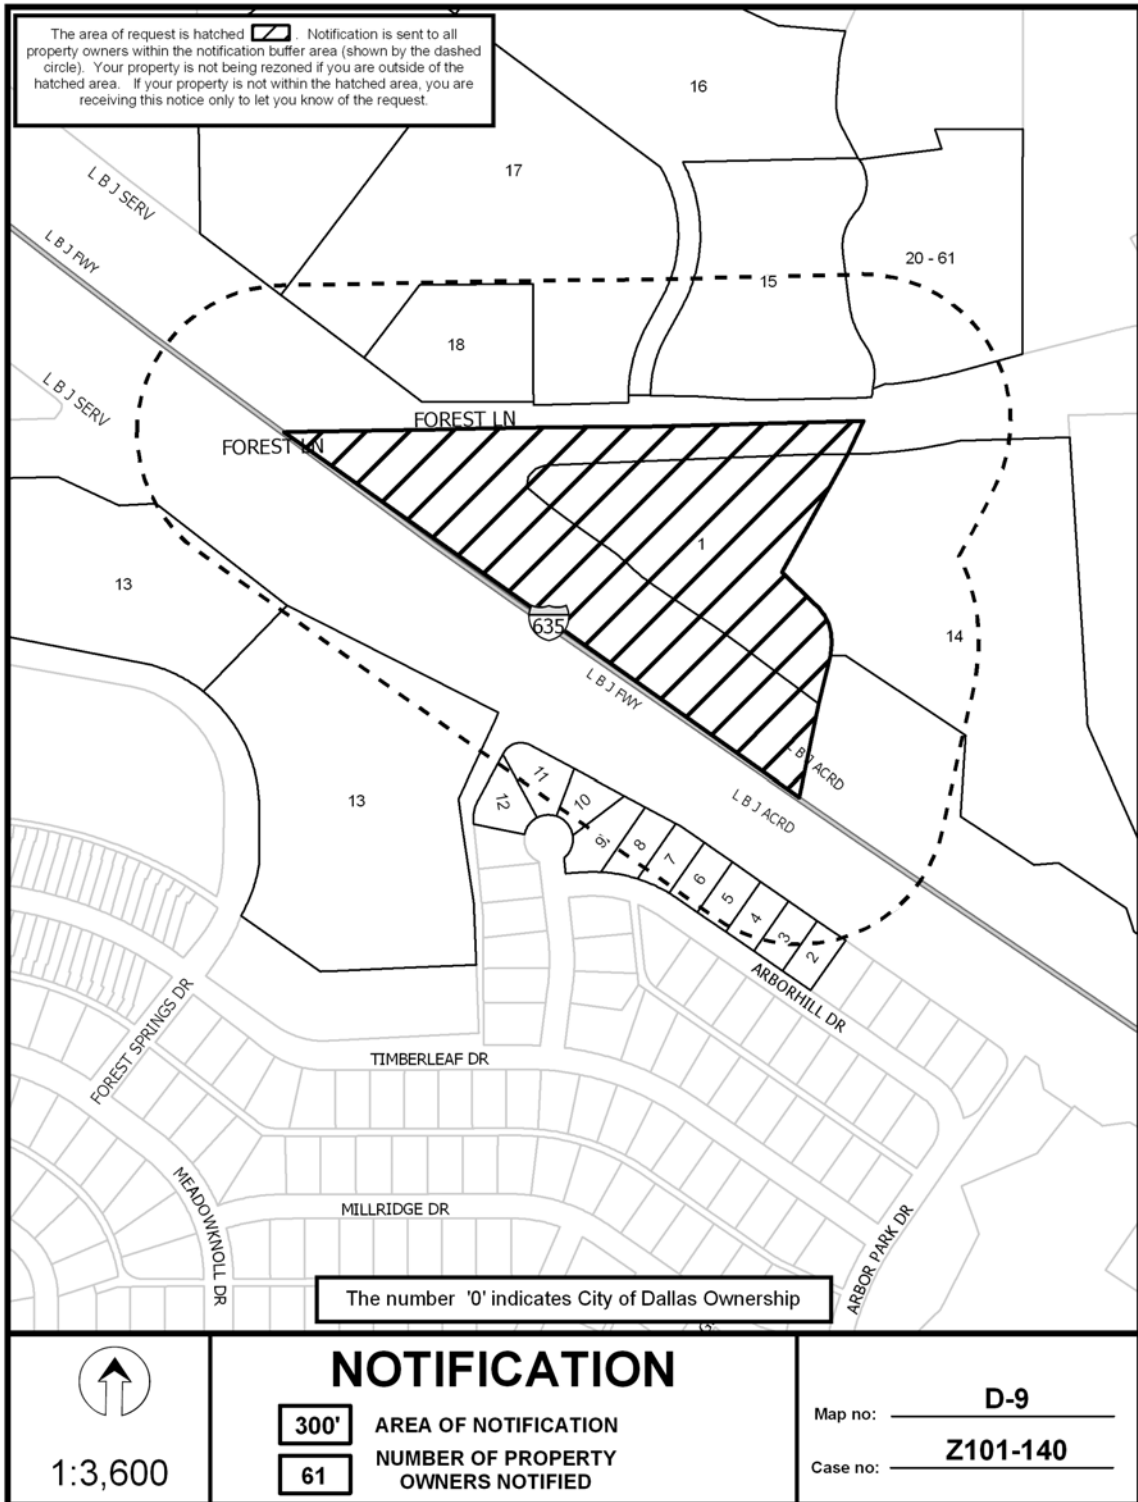 The area of request is hatched . Notification is sent to all
property owners within the notification buffer area (shown by the dashed
circle). Your property is not being rezoned if you are outside of the
hatched area. If your property is not within the hatched area, you are
receiving this notice only to let you know of the request.
16
17
L B J SERV
L B J FWY
20 - 61
15
18
L B J SERV
FOREST LN
FOREST LN
1
13
635
14
L B J FWY
L B J ACRD
L B J ACRD
13
11
12
10
9
8
7
6
5
4
3
2
ARBORHILL DR
FOREST SPRINGS DR
TIMBERLEAF DR
MEADOWKNOLL DR
MILLRIDGE DR
ARBOR PARK DR
The number '0' indicates City of Dallas Ownership
1:3,600
NOTIFICATION
300' AREA OF NOTIFICATION
61 NUMBER OF PROPERTY
OWNERS NOTIFIED
Map no: D-9
Case no: Z101-140